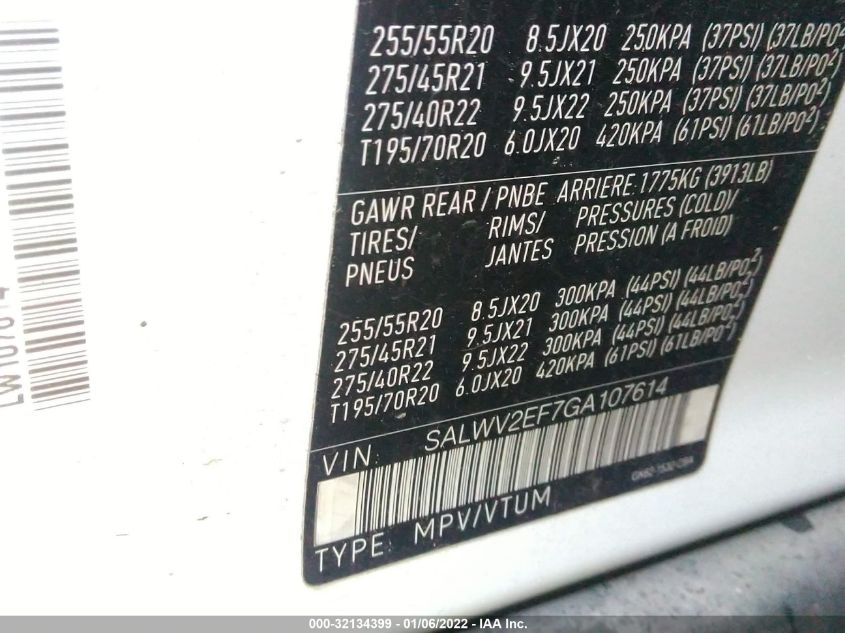 255/55R20 8.5JX20 250KPA (37PSI) (37LB/PO²
275/45R21 9.5JX21 250KPA (37PSI) (37LB/PO²)
275/40R22 9.5JX22 250KPA (37PSI) (37LB/PO²)
T195/70R20 6.0JX20 420KPA (61PSI) (61LB/PO²)
GAWR REAR / PNBE ARRIERE 1775KG (3913LB)
TIRES/ RIMS/ PRESSURES (COLD)/
PNEUS JANTES PRESSION (A FROID)
255/55R20 8.5JX20 300KPA (44PSI) (44LB/PO²)
275/45R21 9.5JX21 300KPA (44PSI) (44LB/PO²)
275/40R22 9.5JX22 300KPA (44PSI) (44LB/PO²)
T195/70R20 6.0JX20 420KPA (61PSI) (61LB/PO²)
VIN: SALWV2EF7GA107614
TYPE: MPV/VTUM
000-32134399 - 01/06/2022 - IAA Inc.